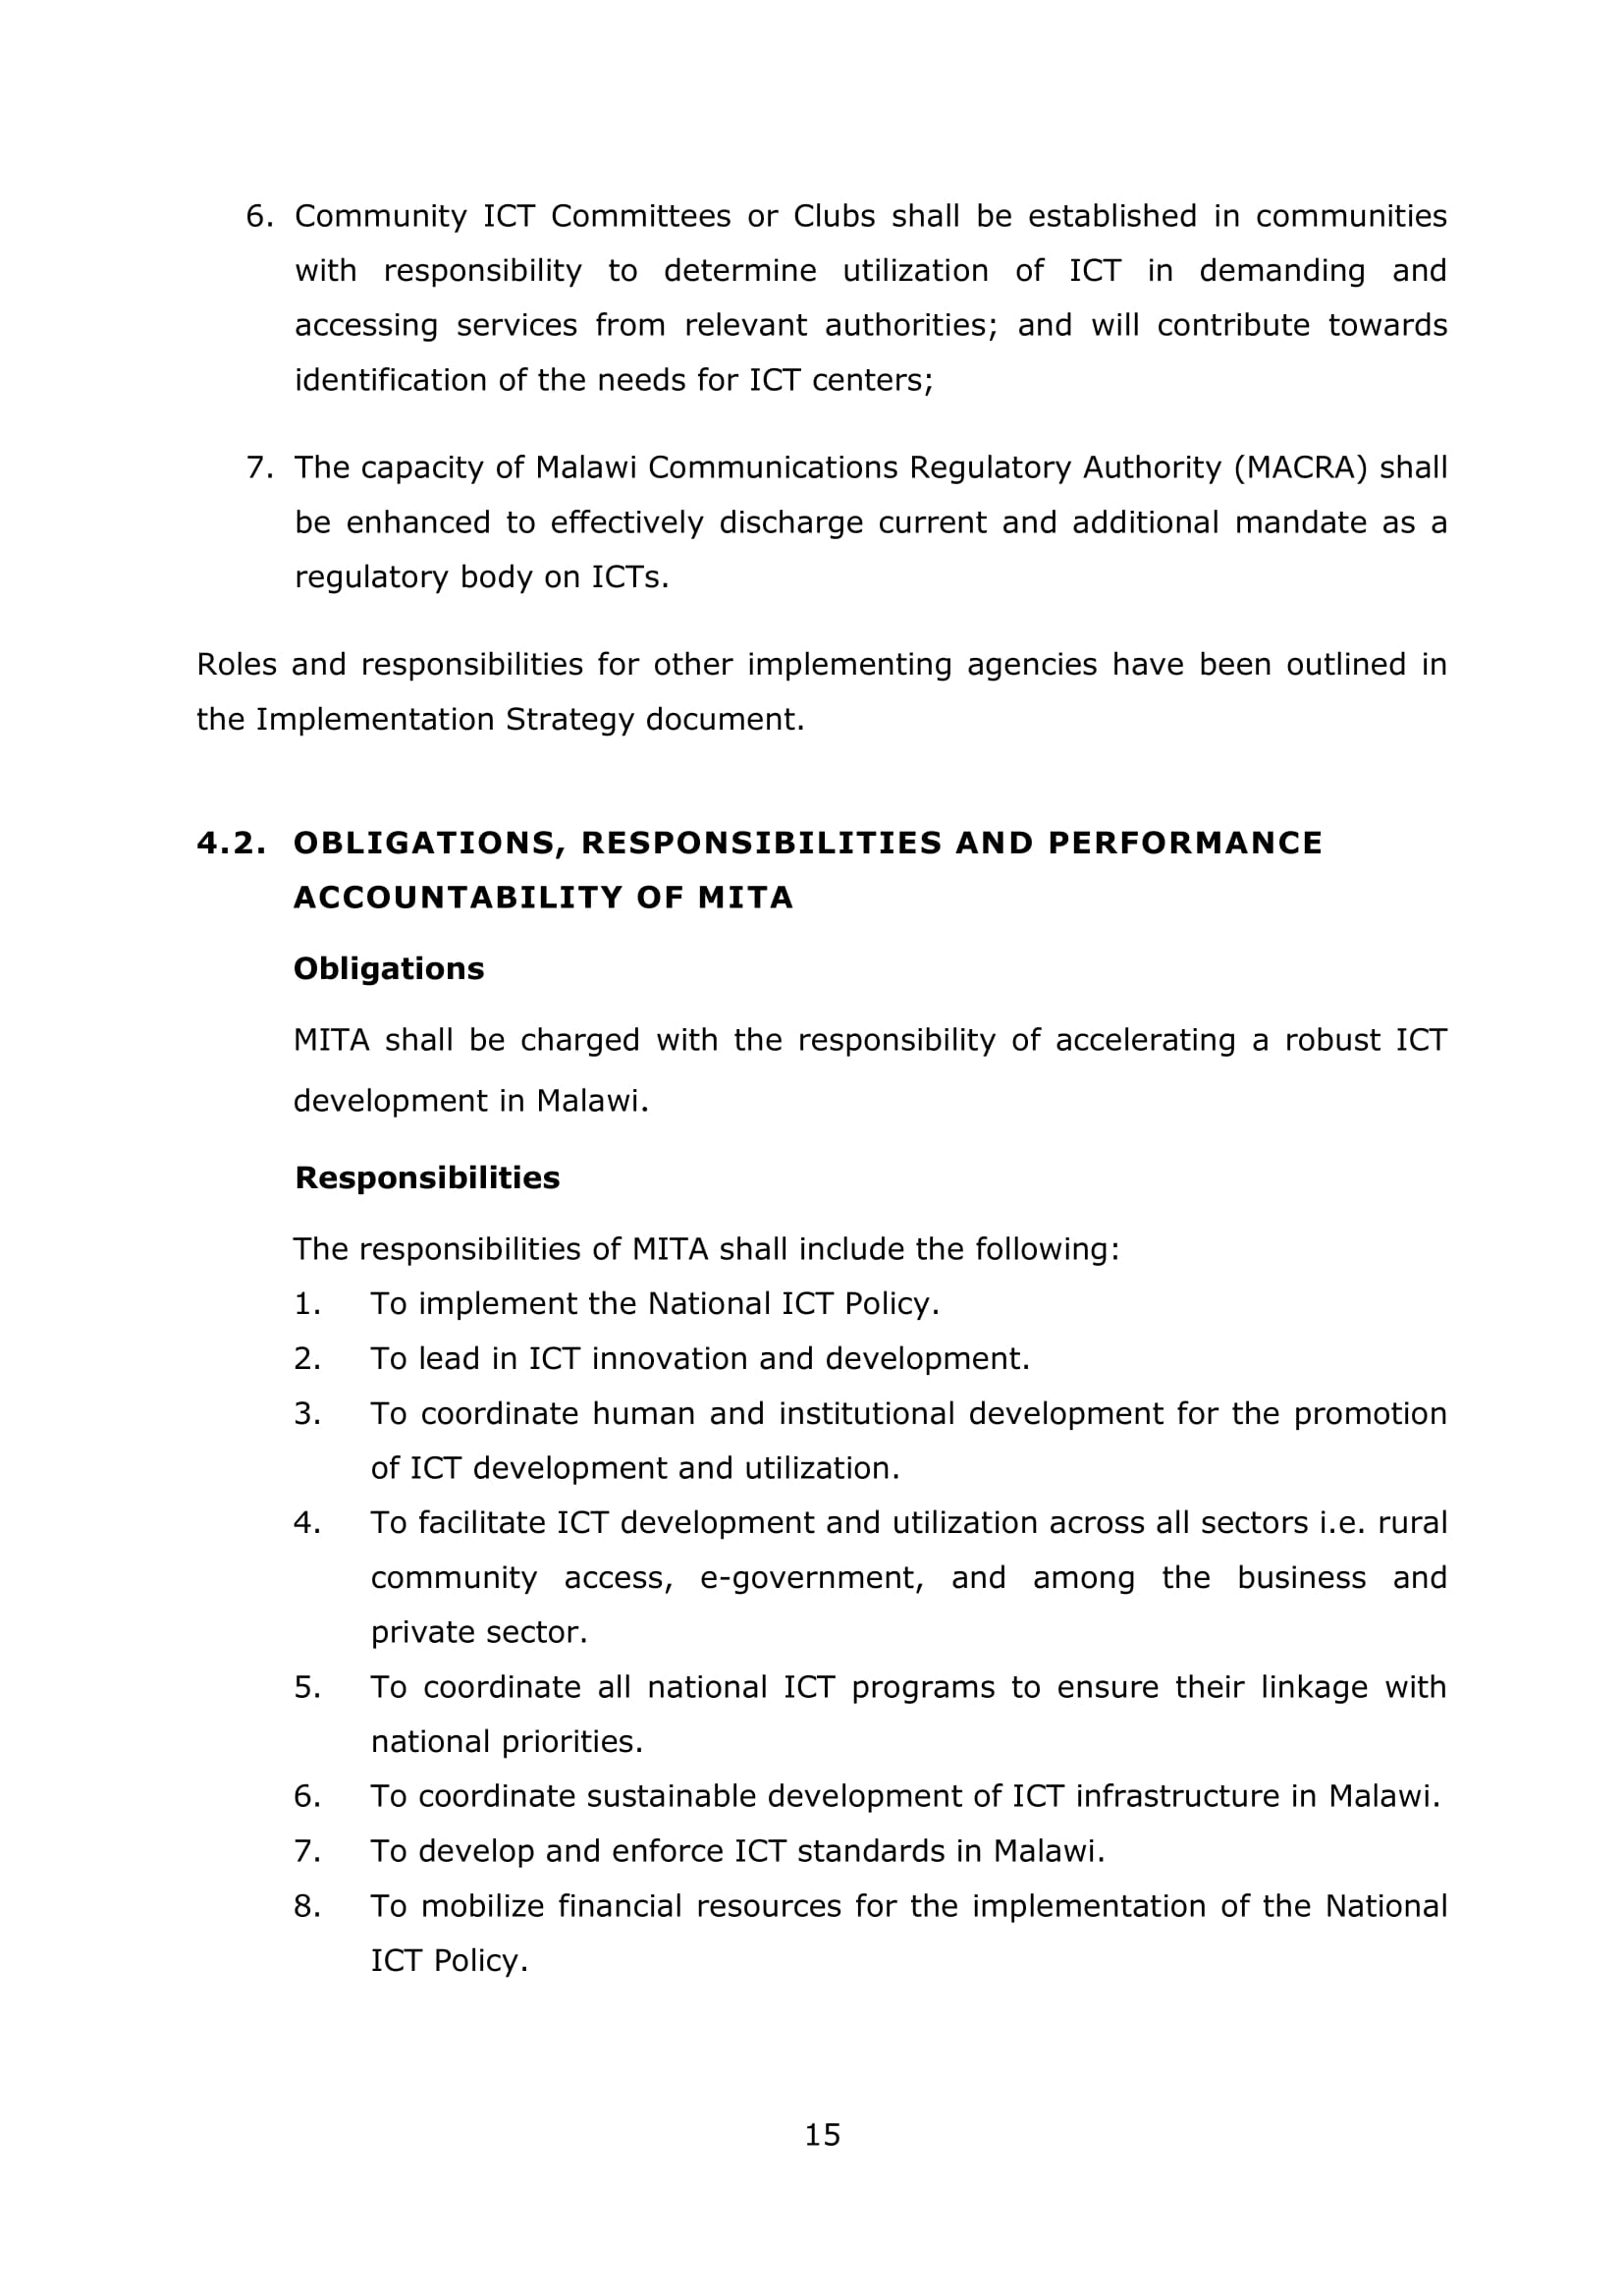 6. Community ICT Committees or Clubs shall be established in communities
with responsibility to determine utilization of ICT in demanding and
accessing services from relevant authorities; and will contribute towards
identification of the needs for ICT centers;
7. The capacity of Malawi Communications Regulatory Authority (MACRA) shall
be enhanced to effectively discharge current and additional mandate as a
regulatory body on ICTs.
Roles and responsibilities for other implementing agencies have been outlined in
the Implementation Strategy document.
4.2. OBLIGATIONS, RESPONSIBILITIES AND PERFORMANCE
ACCOUNTABILITY OF MITA
Obligations
MITA shall be charged with the responsibility of accelerating a robust ICT
development in Malawi.
Responsibilities
The responsibilities of MITA shall include the following:
1. To implement the National ICT Policy.
2. To lead in ICT innovation and development.
3. To coordinate human and institutional development for the promotion
of ICT development and utilization.
4. To facilitate ICT development and utilization across all sectors i.e. rural
community access, e-government, and among the business and
private sector.
5. To coordinate all national ICT programs to ensure their linkage with
national priorities.
6. To coordinate sustainable development of ICT infrastructure in Malawi.
7. To develop and enforce ICT standards in Malawi.
8. To mobilize financial resources for the implementation of the National
ICT Policy.
15